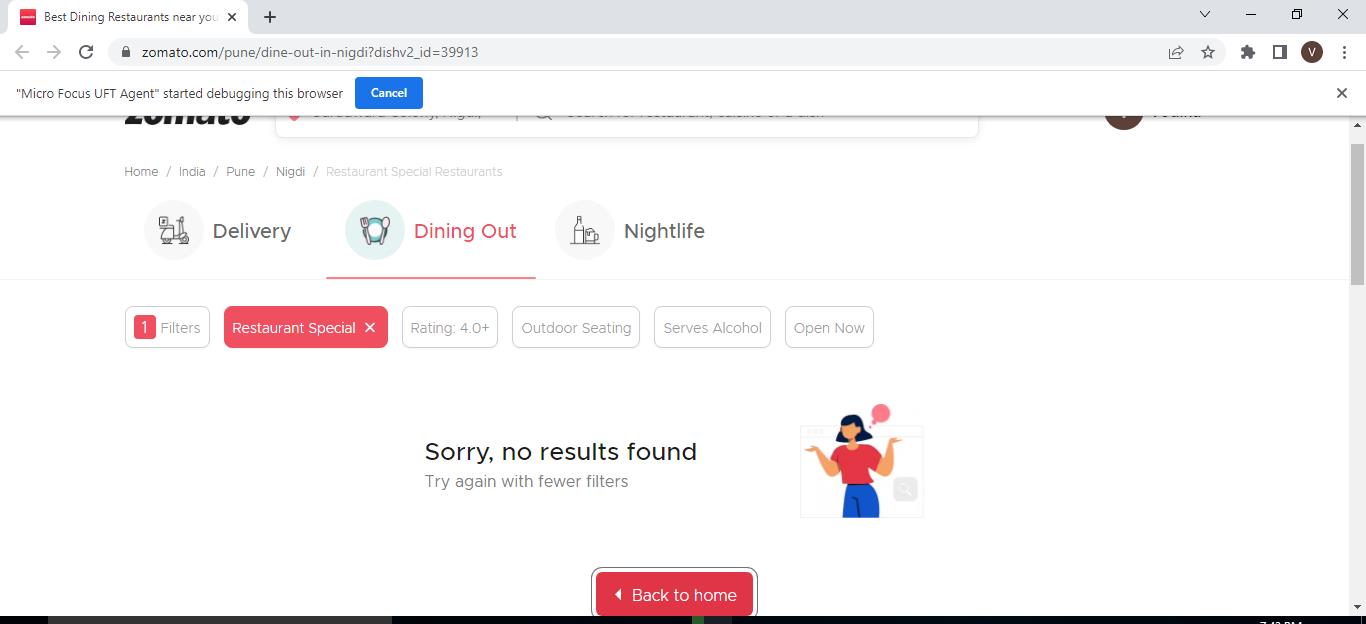 Best Dining Restaurants near you
zomato.com/pune/dine-out-in-nigdi?dishv2_id=39913
V
"Micro Focus UFT Agent" started debugging this browser
Cancel
zomato
Home / India / Pune / Nigdi / Restaurant Special Restaurants
Delivery
Dining Out
Nightlife
1 Filters
Restaurant Special
Rating: 4.0+
Outdoor Seating
Serves Alcohol
Open Now
Sorry, no results found
Try again with fewer filters
Back to home